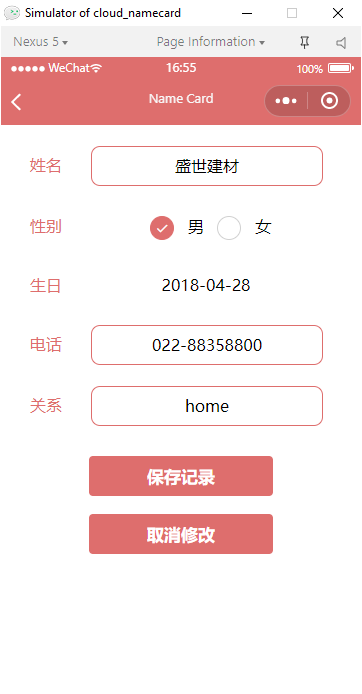 Simulator of cloud_namecard
Nexus 5 Page Information
WeChat 16:55 100%
Name Card
姓名 盛世建材
性别 男 女
生日 2018-04-28
电话 022-88358800
关系 home
保存记录
取消修改